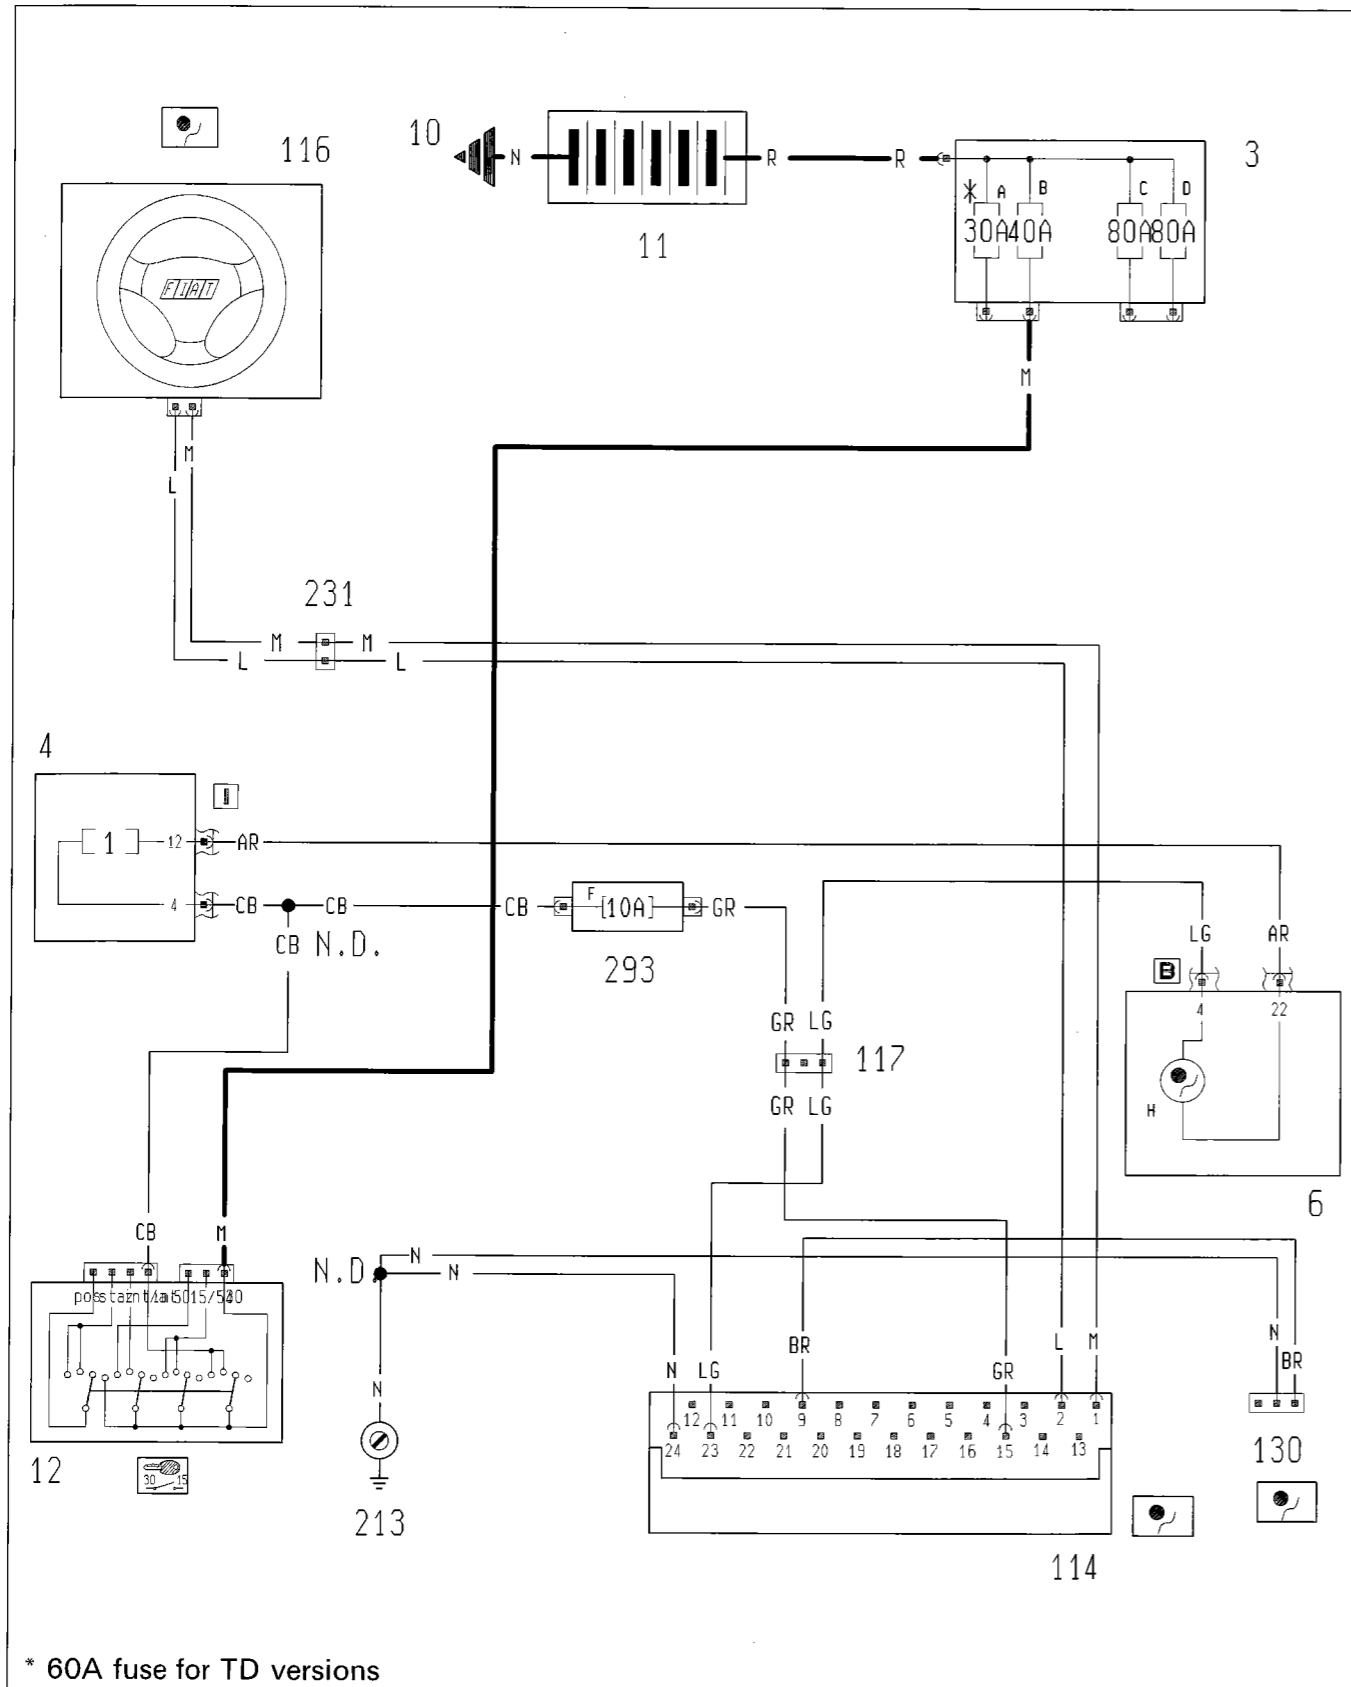 116
10
N
R
R
3
A
B
C
D
30A
40A
80A
80A
11
FIAT
M
M
L
231
M
M
L
L
4
1
12
AR
4
CB
CB
CB
F
[10A]
GR
CB
N.D.
293
LG
AR
B
4
22
GR
LG
117
GR
LG
H
6
CB
M
N.D.
N
N
BR
L
M
N
BR
N
LG
GR
N
12 11 10 9 8 7 6 5 4 3 2 1
24 23 22 21 20 19 18 17 16 15 14 13
130
12
30
15
213
114
* 60A fuse for TD versions